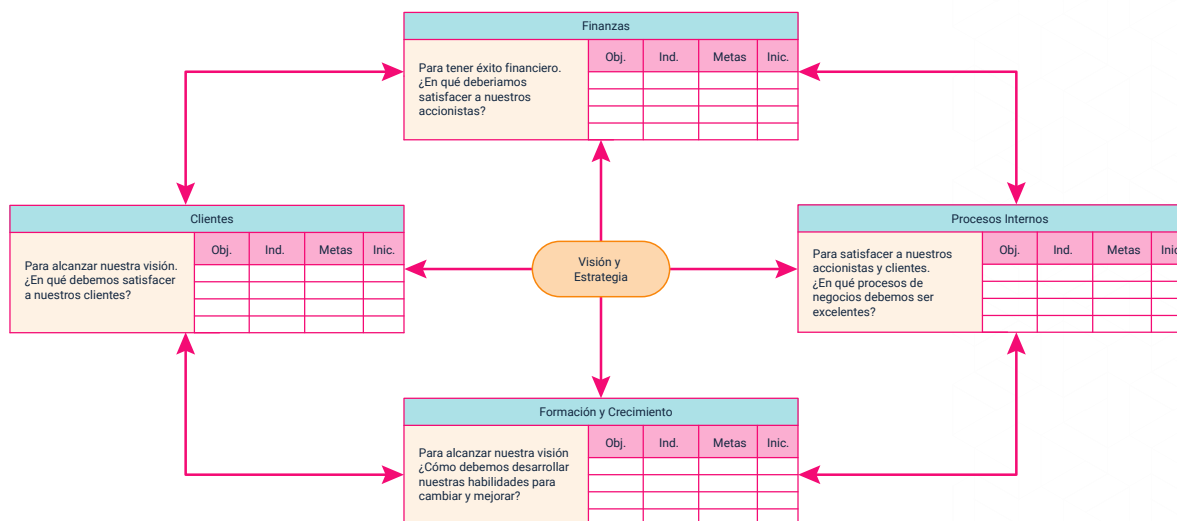 Finanzas
Para tener éxito financiero.
¿En qué deberiamos
satisfacer a nuestros
accionistas?
Obj. Ind. Metas Inic.
Clientes
Para alcanzar nuestra visión.
¿En qué debemos satisfacer
a nuestros clientes?
Obj. Ind. Metas Inic.
Visión y
Estrategia
Procesos Internos
Para satisfacer a nuestros
accionistas y clientes.
¿En qué procesos de
negocios debemos ser
excelentes?
Obj. Ind. Metas Inic.
Formación y Crecimiento
Para alcanzar nuestra visión
¿Cómo debemos desarrollar
nuestras habilidades para
cambiar y mejorar?
Obj. Ind. Metas Inic.